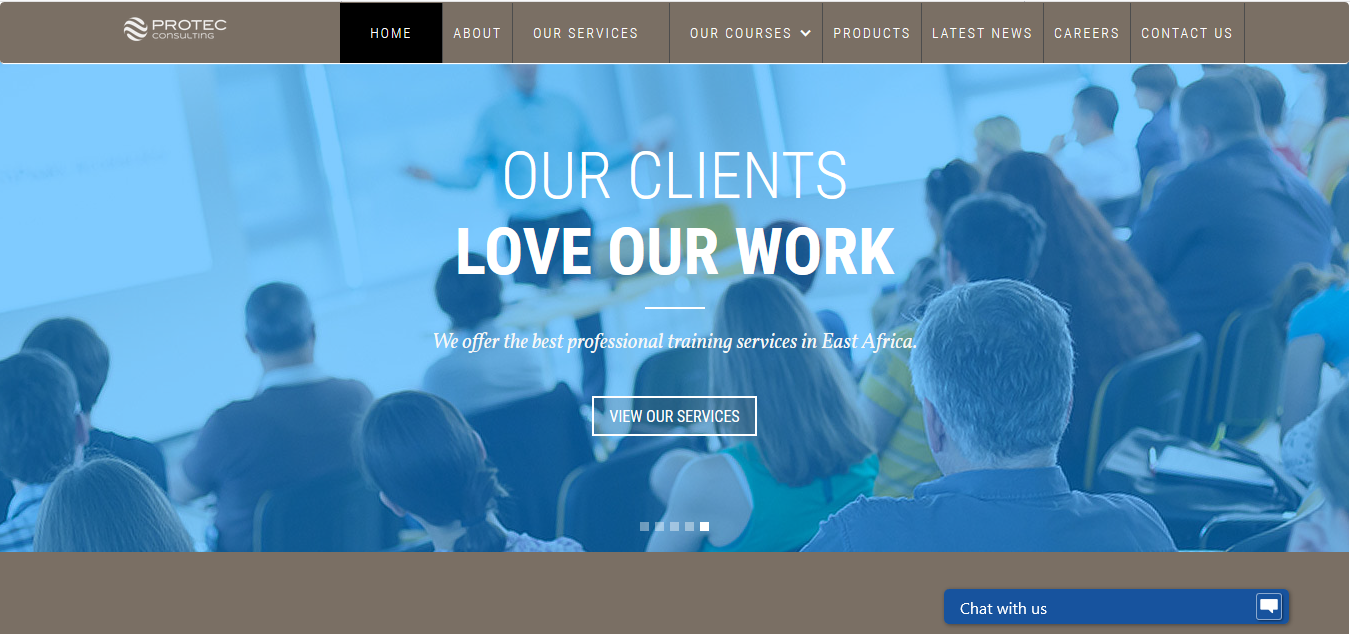 PROTEC
CONSULTING
HOME ABOUT OUR SERVICES OUR COURSES PRODUCTS LATEST NEWS CAREERS CONTACT US
OUR CLIENTS
LOVE OUR WORK
We offer the best professional training services in East Africa.
VIEW OUR SERVICES
Chat with us